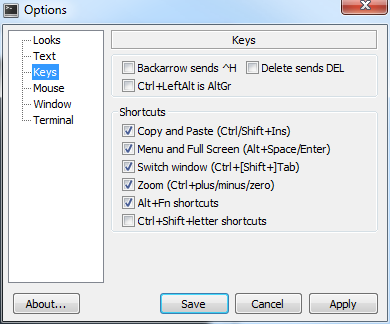 Options
Looks
Text
Keys
Mouse
Window
Terminal
Keys
Backarrow sends ^H
Delete sends DEL
Ctrl+LeftAlt is AltGr
Shortcuts
Copy and Paste (Ctrl/Shift+Ins)
Menu and Full Screen (Alt+Space/Enter)
Switch window (Ctrl+[Shift+]Tab)
Zoom (Ctrl+plus/minus/zero)
Alt+Fn shortcuts
Ctrl+Shift+letter shortcuts
About...
Save
Cancel
Apply